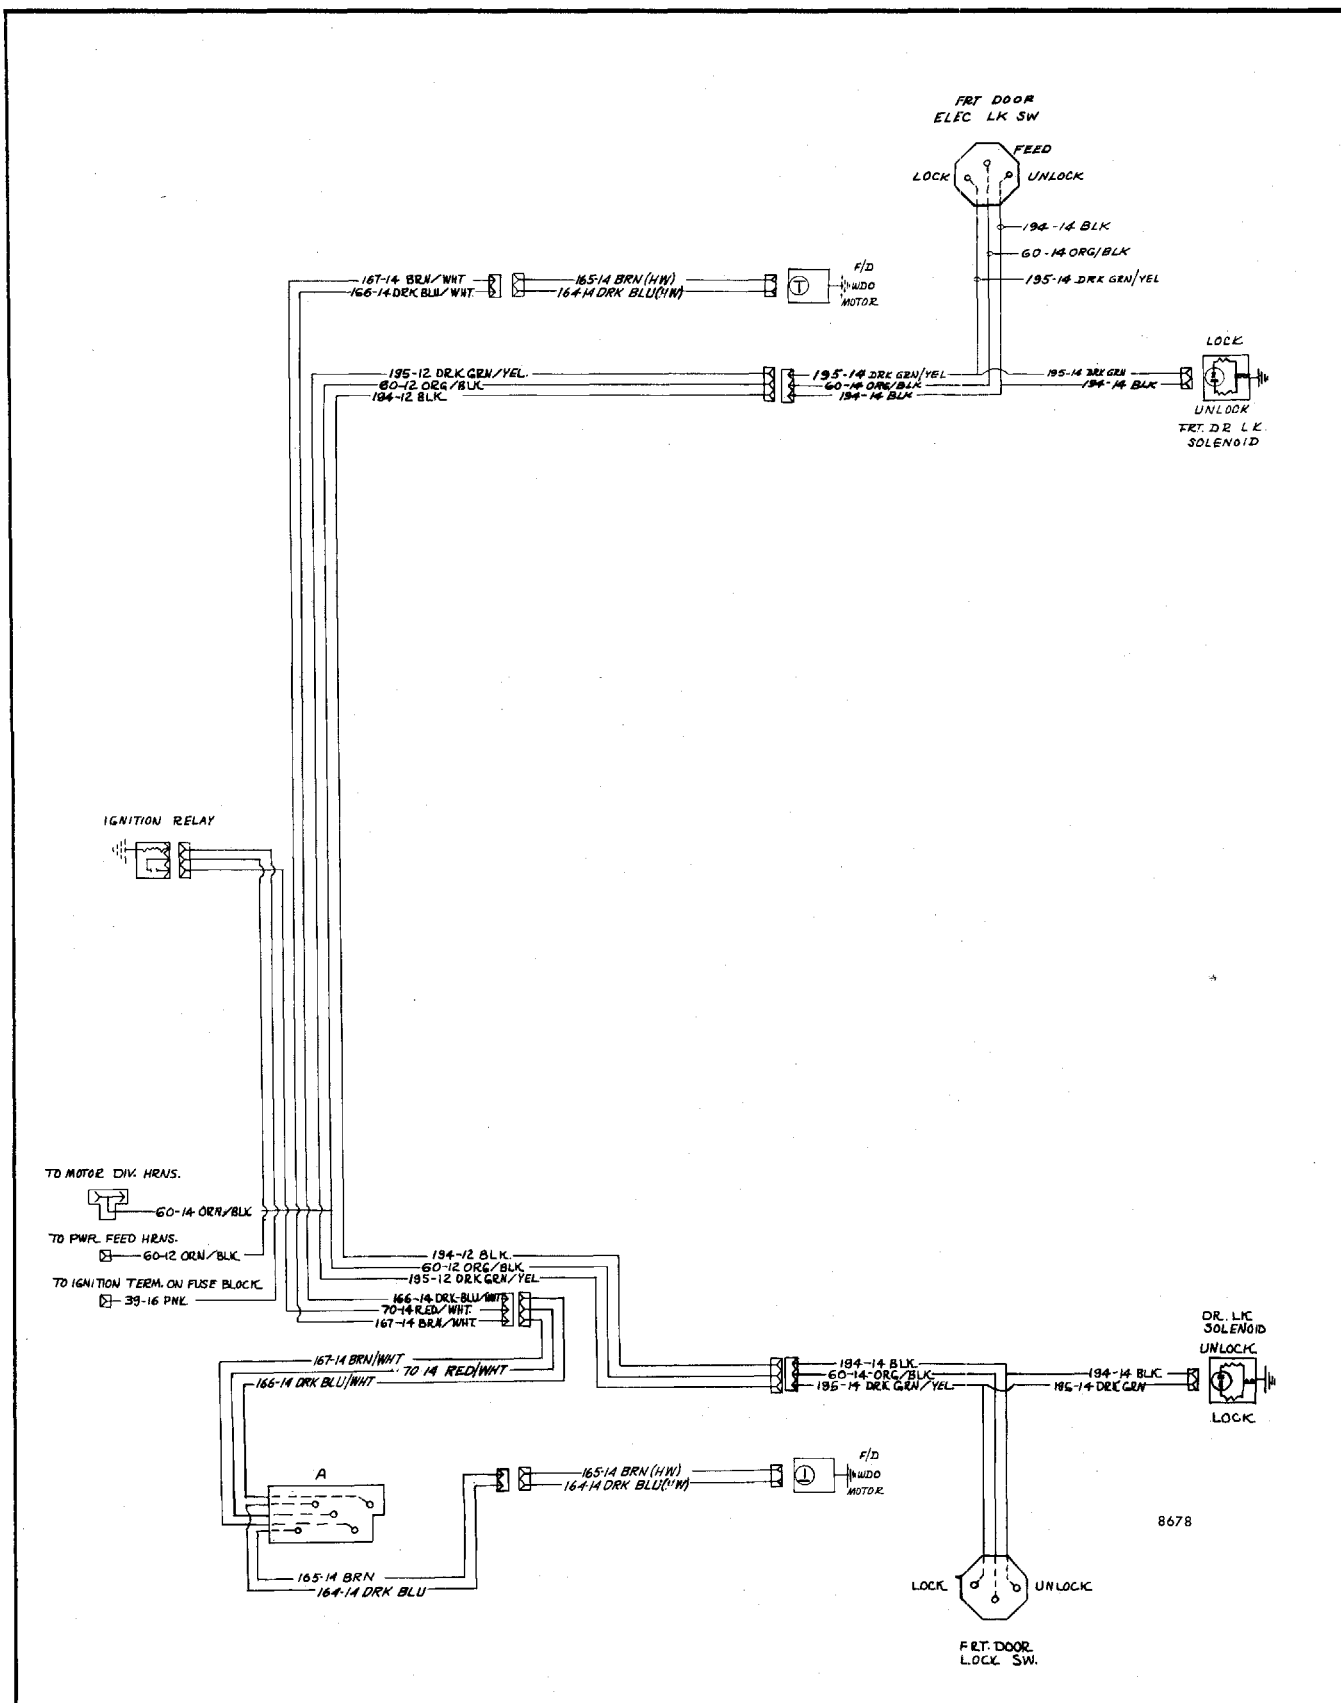 FRT DOOR
ELEC LK SW
FEED
LOCK
UNLOCK
194-14 BLK
60-14 ORG/BLK
195-14 DRK GRN/YEL
167-14 BRN/WHT
166-14 DRK BLU/WHT
165-14 BRN (HW)
164-14 DRK BLU(HW)
F/D
WDO
MOTOR
195-12 DRK GRN/YEL.
60-12 ORG/BLK
194-12 BLK
195-14 DRK GRN/YEL
60-14 ORG/BLK
194-14 BLK
195-14 DRK GRN
194-14 BLK
LOCK
UNLOCK
FRT. DR LK.
SOLENOID
IGNITION RELAY
TO MOTOR DIV. HRNS.
60-14 ORN/BLK
TO PWR. FEED HRNS.
60-12 ORN/BLK
TO IGNITION TERM. ON FUSE BLOCK
39-16 PNK
194-12 BLK.
60-12 ORG/BLK
195-12 DRK GRN/YEL
166-14 DRK BLU/WHT
70-14 RED/WHT.
167-14 BRN/WHT.
167-14 BRN/WHT
70 14 RED/WHT
166-14 DRK BLU/WHT
194-14 BLK.
60-14-ORG/BLK
195-14 DRK GRN/YEL
194-14 BLK.
195-14 DRK GRN
DR. LK
SOLENOID
UNLOCK
LOCK
A
165-14 BRN (HW)
164-14 DRK BLU(HW)
F/D
WDO
MOTOR
165-14 BRN
164-14 DRK BLU
8678
LOCK
UNLOCK
FRT. DOOR
LOCK SW.